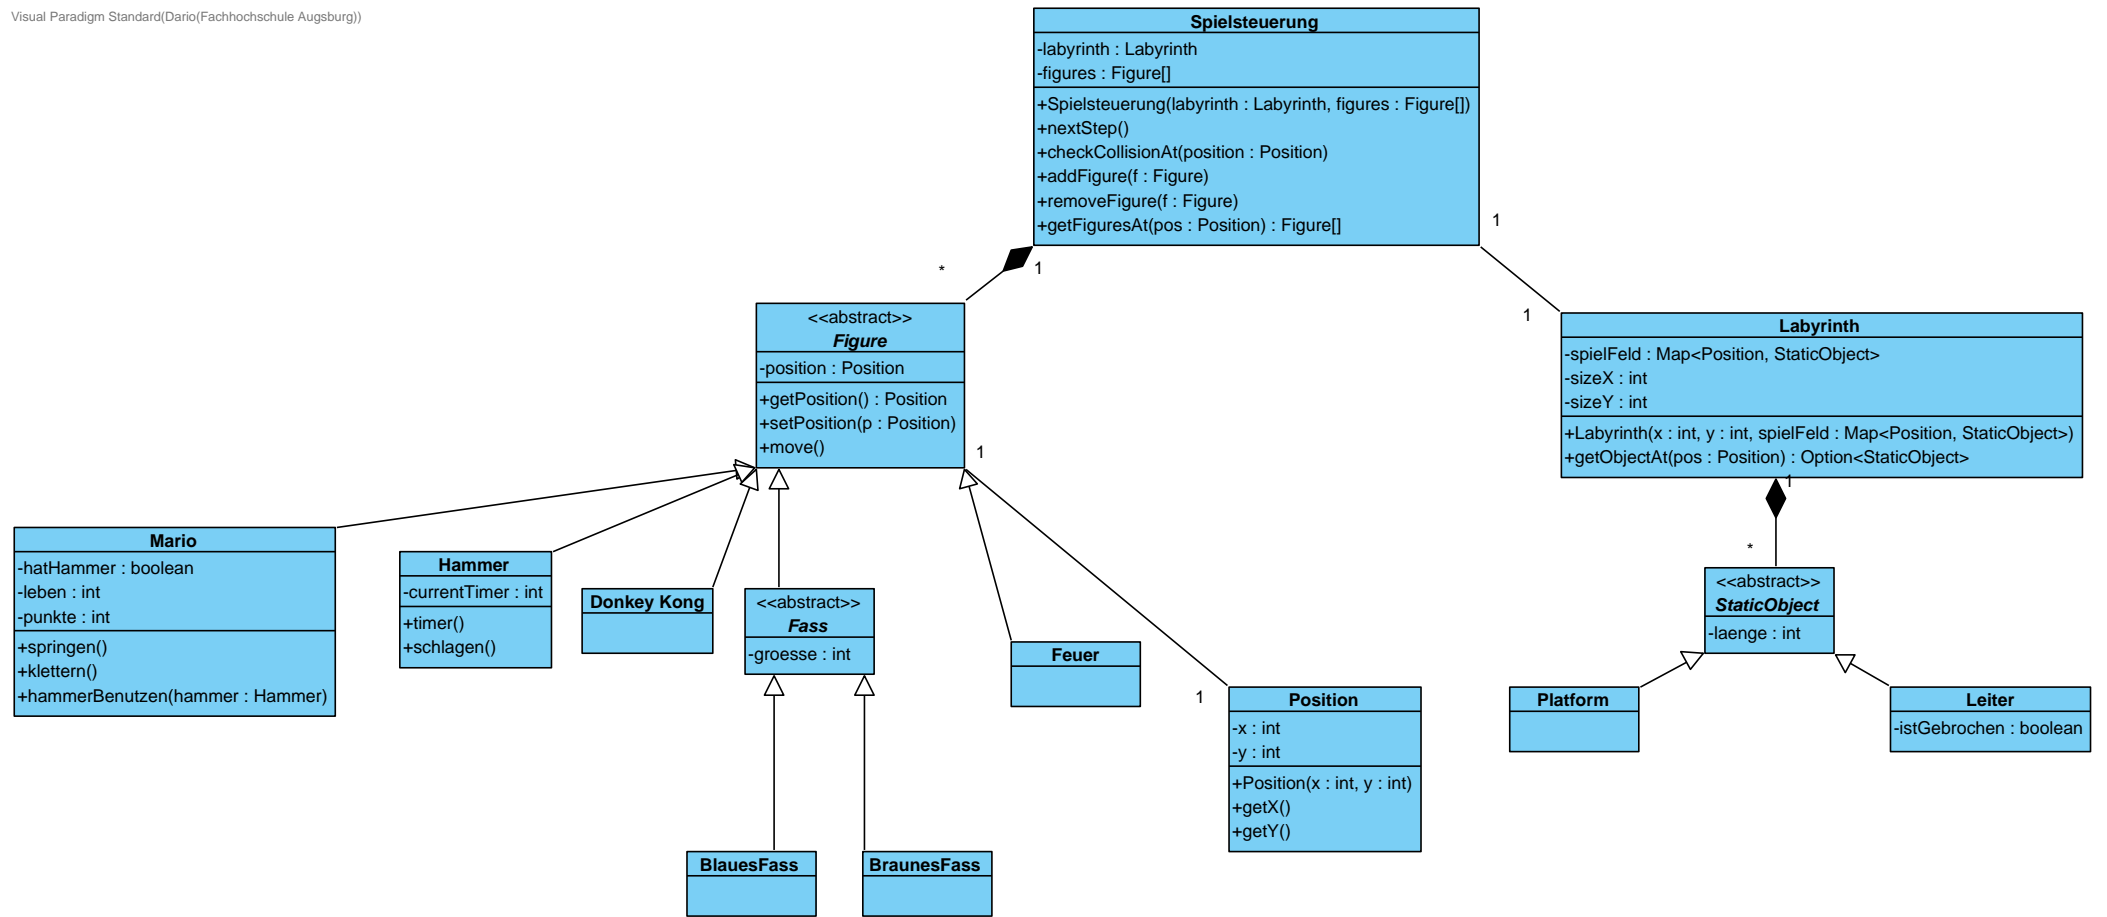 Visual Paradigm Standard(Dario(Fachhochschule Augsburg))
Spielsteuerung
-labyrinth : Labyrinth
-figures : Figure[]
+Spielsteuerung(labyrinth : Labyrinth, figures : Figure[])
+nextStep()
+checkCollisionAt(position : Position)
+addFigure(f : Figure)
+removeFigure(f : Figure)
+getFiguresAt(pos : Position) : Figure[]
1
*
1
1
<<abstract>>
Figure
-position : Position
+getPosition() : Position
+setPosition(p : Position)
+move()
1
Labyrinth
-spielFeld : Map<Position, StaticObject>
-sizeX : int
-sizeY : int
+Labyrinth(x : int, y : int, spielFeld : Map<Position, StaticObject>)
+getObjectAt(pos : Position) : Option<StaticObject>
1
*
Mario
-hatHammer : boolean
-leben : int
-punkte : int
+springen()
+klettern()
+hammerBenutzen(hammer : Hammer)
Hammer
-currentTimer : int
+timer()
+schlagen()
Donkey Kong
<<abstract>>
Fass
-groesse : int
Feuer
1
Position
-x : int
-y : int
+Position(x : int, y : int)
+getX()
+getY()
<<abstract>>
StaticObject
-laenge : int
Platform
Leiter
-istGebrochen : boolean
BlauesFass
BraunesFass